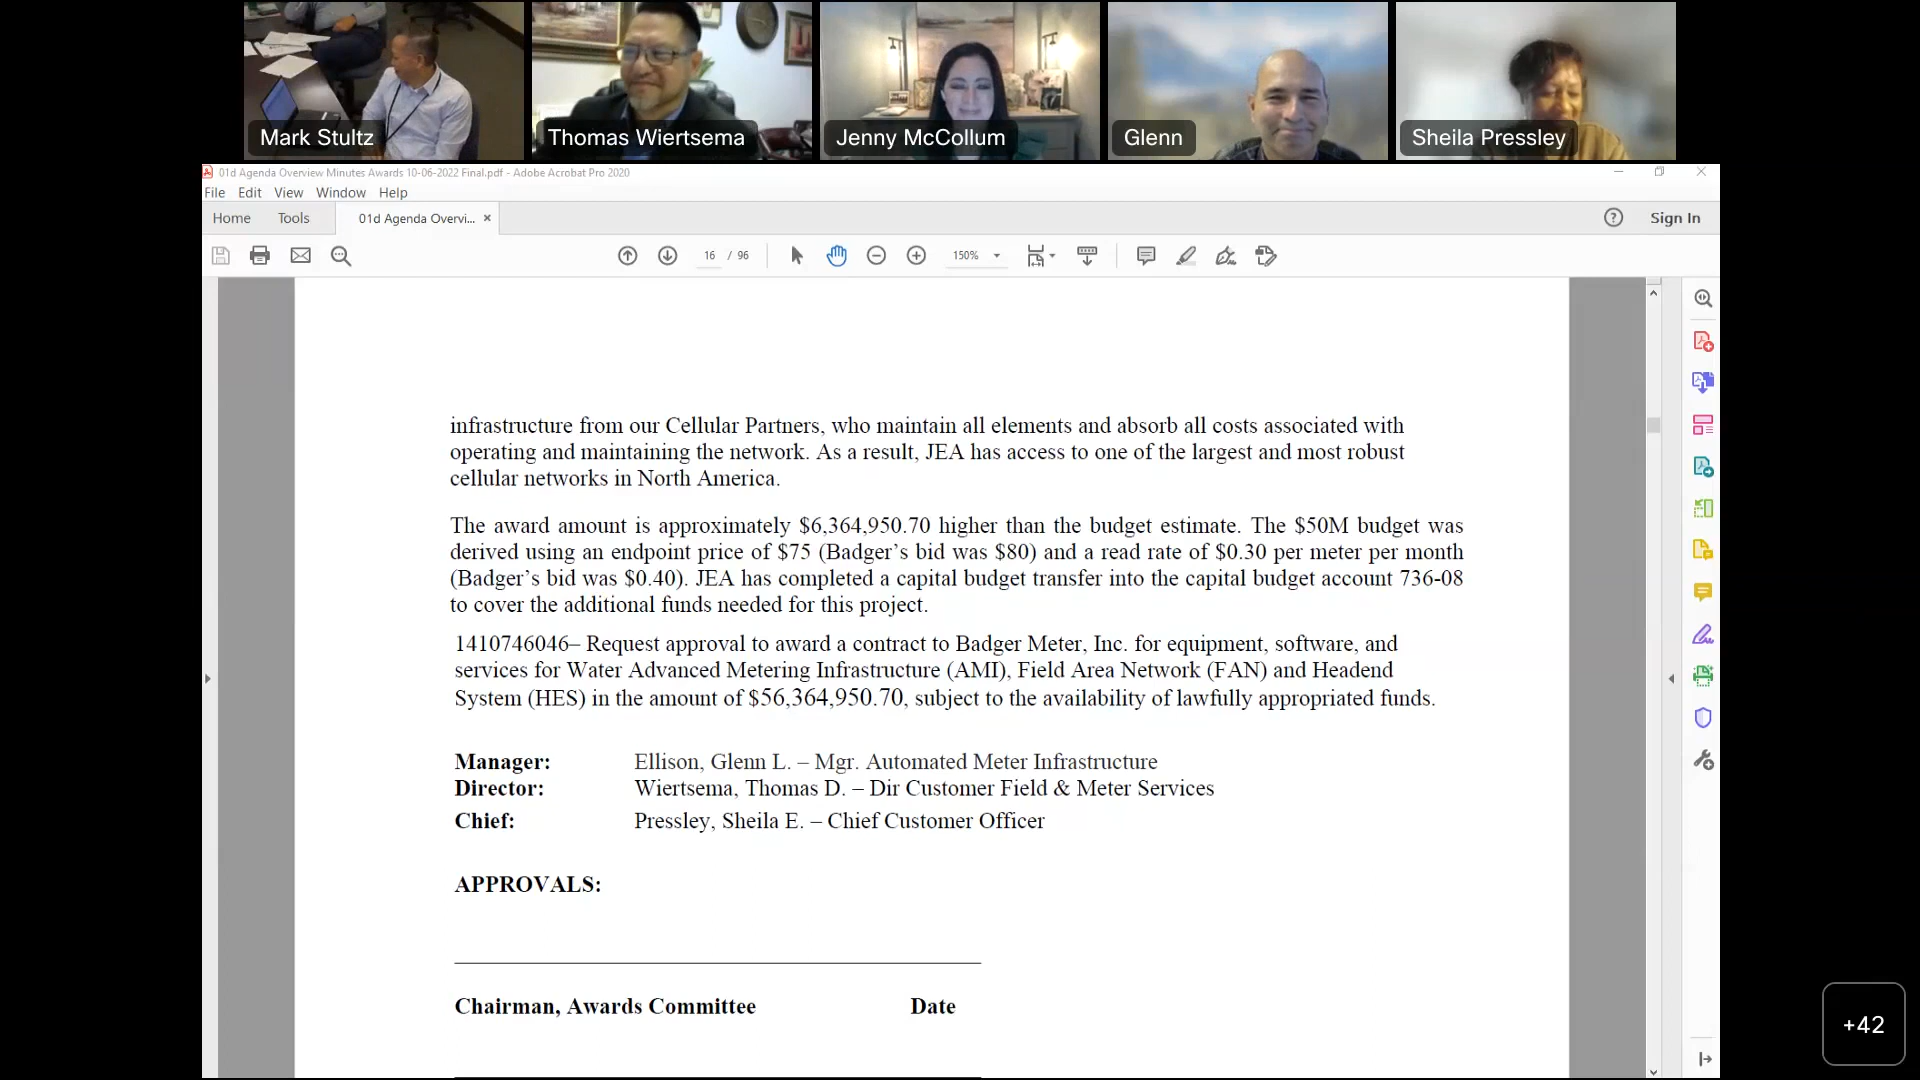 Mark Stultz
Thomas Wiertsema
Jenny McCollum
Glenn
Sheila Pressley
01d Agenda Overview Minutes Awards 10-06-2022 Final.pdf - Adobe Acrobat Pro 2020
File Edit View Window Help
Home Tools 01d Agenda Overvi... × Sign In
16 / 96 150%
infrastructure from our Cellular Partners, who maintain all elements and absorb all costs associated with
operating and maintaining the network. As a result, JEA has access to one of the largest and most robust
cellular networks in North America.
The award amount is approximately $6,364,950.70 higher than the budget estimate. The $50M budget was
derived using an endpoint price of $75 (Badger’s bid was $80) and a read rate of $0.30 per meter per month
(Badger’s bid was $0.40). JEA has completed a capital budget transfer into the capital budget account 736-08
to cover the additional funds needed for this project.
1410746046– Request approval to award a contract to Badger Meter, Inc. for equipment, software, and
services for Water Advanced Metering Infrastructure (AMI), Field Area Network (FAN) and Headend
System (HES) in the amount of $56,364,950.70, subject to the availability of lawfully appropriated funds.
Manager: Ellison, Glenn L. – Mgr. Automated Meter Infrastructure
Director: Wiertsema, Thomas D. – Dir Customer Field & Meter Services
Chief: Pressley, Sheila E. – Chief Customer Officer
APPROVALS:
Chairman, Awards Committee Date
+42